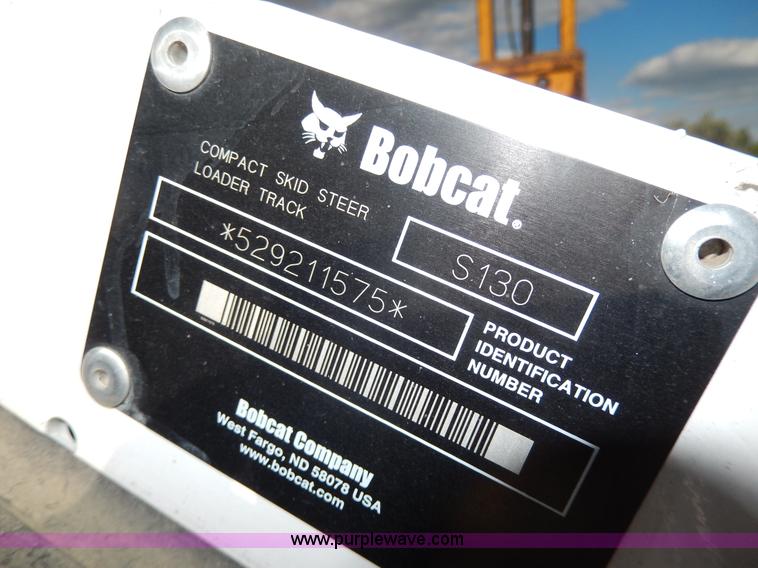 Bobcat®
COMPACT SKID STEER
LOADER TRACK
S130
*529211575*
PRODUCT
IDENTIFICATION
NUMBER
Bobcat Company
West Fargo, ND 58078 USA
www.bobcat.com
www.purplewave.com